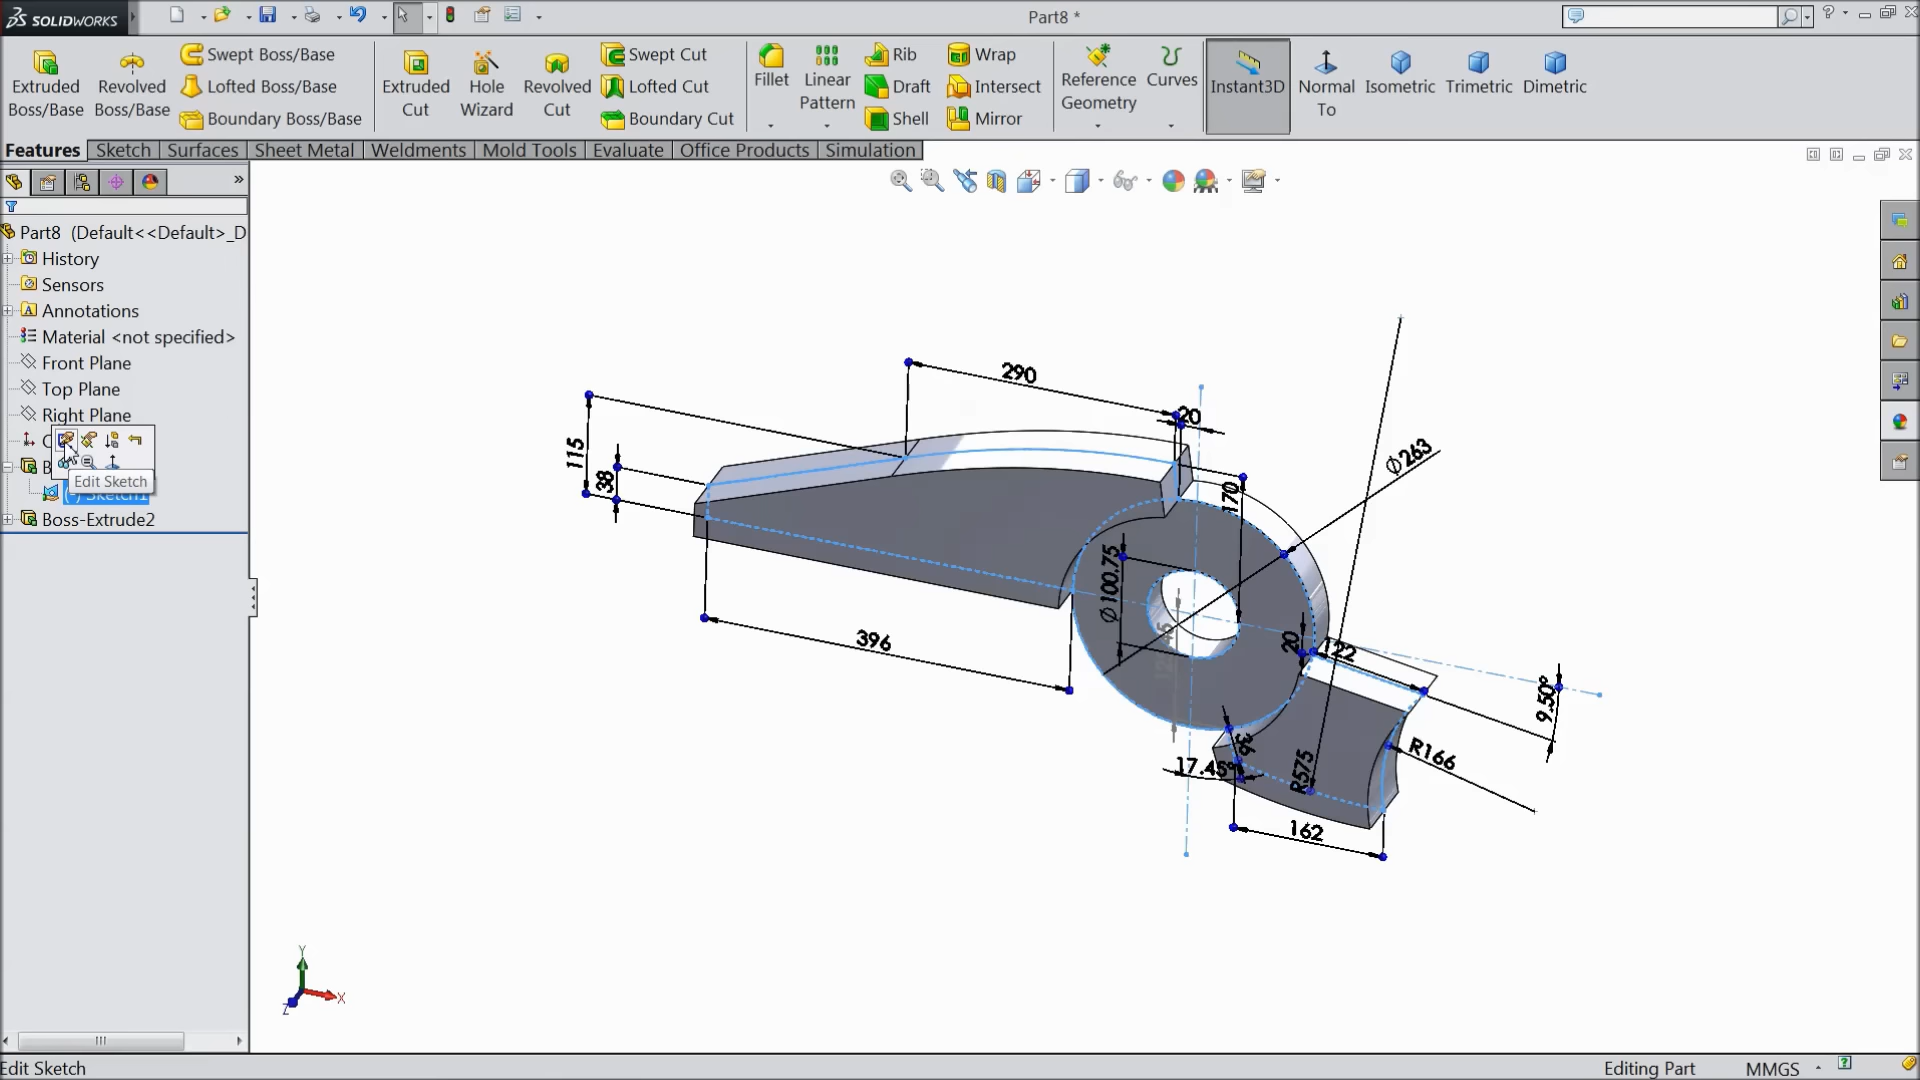 SOLIDWORKS
Part8 *
Extruded Boss/Base
Revolved Boss/Base
Swept Boss/Base
Lofted Boss/Base
Boundary Boss/Base
Extruded Cut
Hole Wizard
Revolved Cut
Swept Cut
Lofted Cut
Boundary Cut
Fillet
Linear Pattern
Rib
Draft
Shell
Wrap
Intersect
Mirror
Reference Geometry
Curves
Instant3D
Normal To
Isometric
Trimetric
Dimetric
Features
Sketch
Surfaces
Sheet Metal
Weldments
Mold Tools
Evaluate
Office Products
Simulation
Part8 (Default<<Default>_D
History
Sensors
Annotations
Material <not specified>
Front Plane
Top Plane
Right Plane
Edit Sketch
(-) Sketch1
Boss-Extrude2
290
20
115
38
170
Ø263
Ø100.75
396
20
122
9.50°
R166
R575
17.45°
162
Y
X
Z
Edit Sketch
Editing Part
MMGS